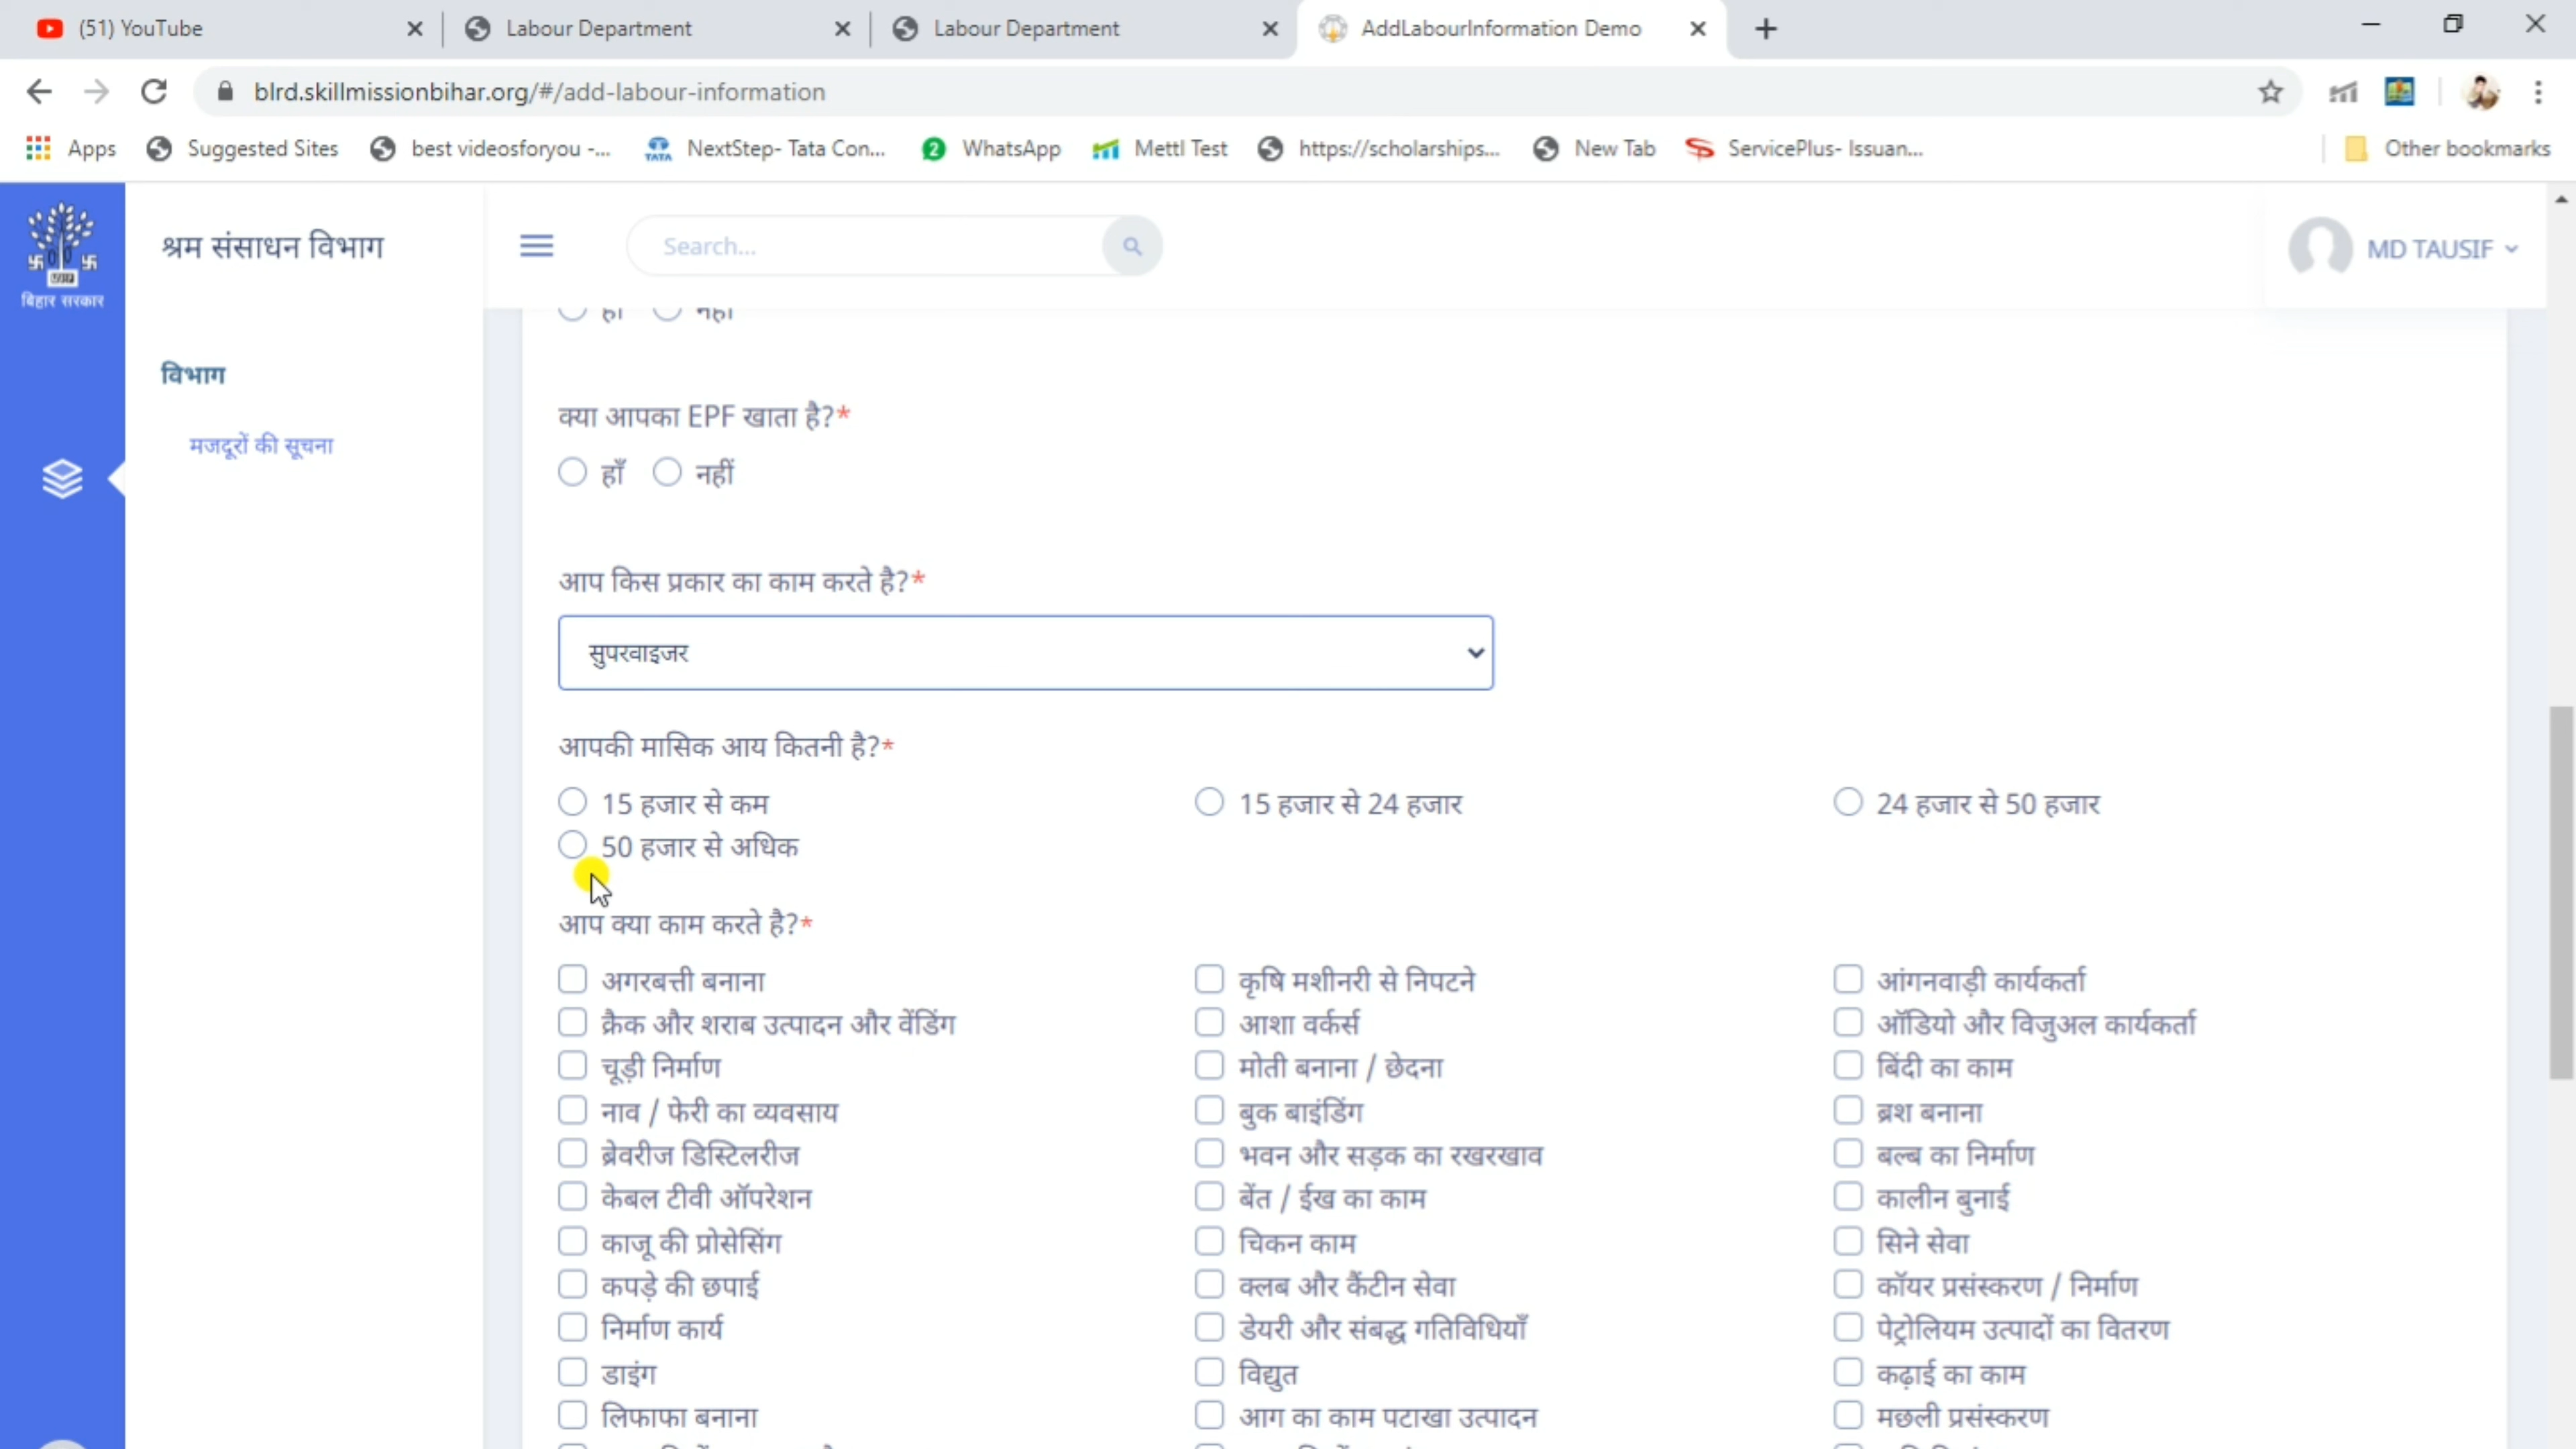 (51) YouTube
Labour Department
Labour Department
AddLabourInformation Demo
blrd.skillmissionbihar.org/#/add-labour-information
Apps
Suggested Sites
best videosforyou -...
TATA
NextStep- Tata Con...
2
WhatsApp
Mettl Test
https://scholarships...
New Tab
ServicePlus- Issuan...
Other bookmarks
बिहार सरकार
श्रम संसाधन विभाग
Search...
MD TAUSIF
विभाग
मजदूरों की सूचना
हाँ नहीं
क्या आपका EPF खाता है?*
हाँ नहीं
आप किस प्रकार का काम करते है?*
सुपरवाइजर
आपकी मासिक आय कितनी है?*
15 हजार से कम
15 हजार से 24 हजार
24 हजार से 50 हजार
50 हजार से अधिक
आप क्या काम करते है?*
अगरबत्ती बनाना
कृषि मशीनरी से निपटने
आंगनवाड़ी कार्यकर्ता
क्रैक और शराब उत्पादन और वेंडिंग
आशा वर्कर्स
ऑडियो और विजुअल कार्यकर्ता
चूड़ी निर्माण
मोती बनाना / छेदना
बिंदी का काम
नाव / फेरी का व्यवसाय
बुक बाइंडिंग
ब्रश बनाना
ब्रेवरीज डिस्टिलरीज
भवन और सड़क का रखरखाव
बल्ब का निर्माण
केबल टीवी ऑपरेशन
बेंत / ईख का काम
कालीन बुनाई
काजू की प्रोसेसिंग
चिकन काम
सिने सेवा
कपड़े की छपाई
क्लब और कैंटीन सेवा
कॉयर प्रसंस्करण / निर्माण
निर्माण कार्य
डेयरी और संबद्ध गतिविधियाँ
पेट्रोलियम उत्पादों का वितरण
डाइंग
विद्युत
कढ़ाई का काम
लिफाफा बनाना
आग का काम पटाखा उत्पादन
मछली प्रसंस्करण